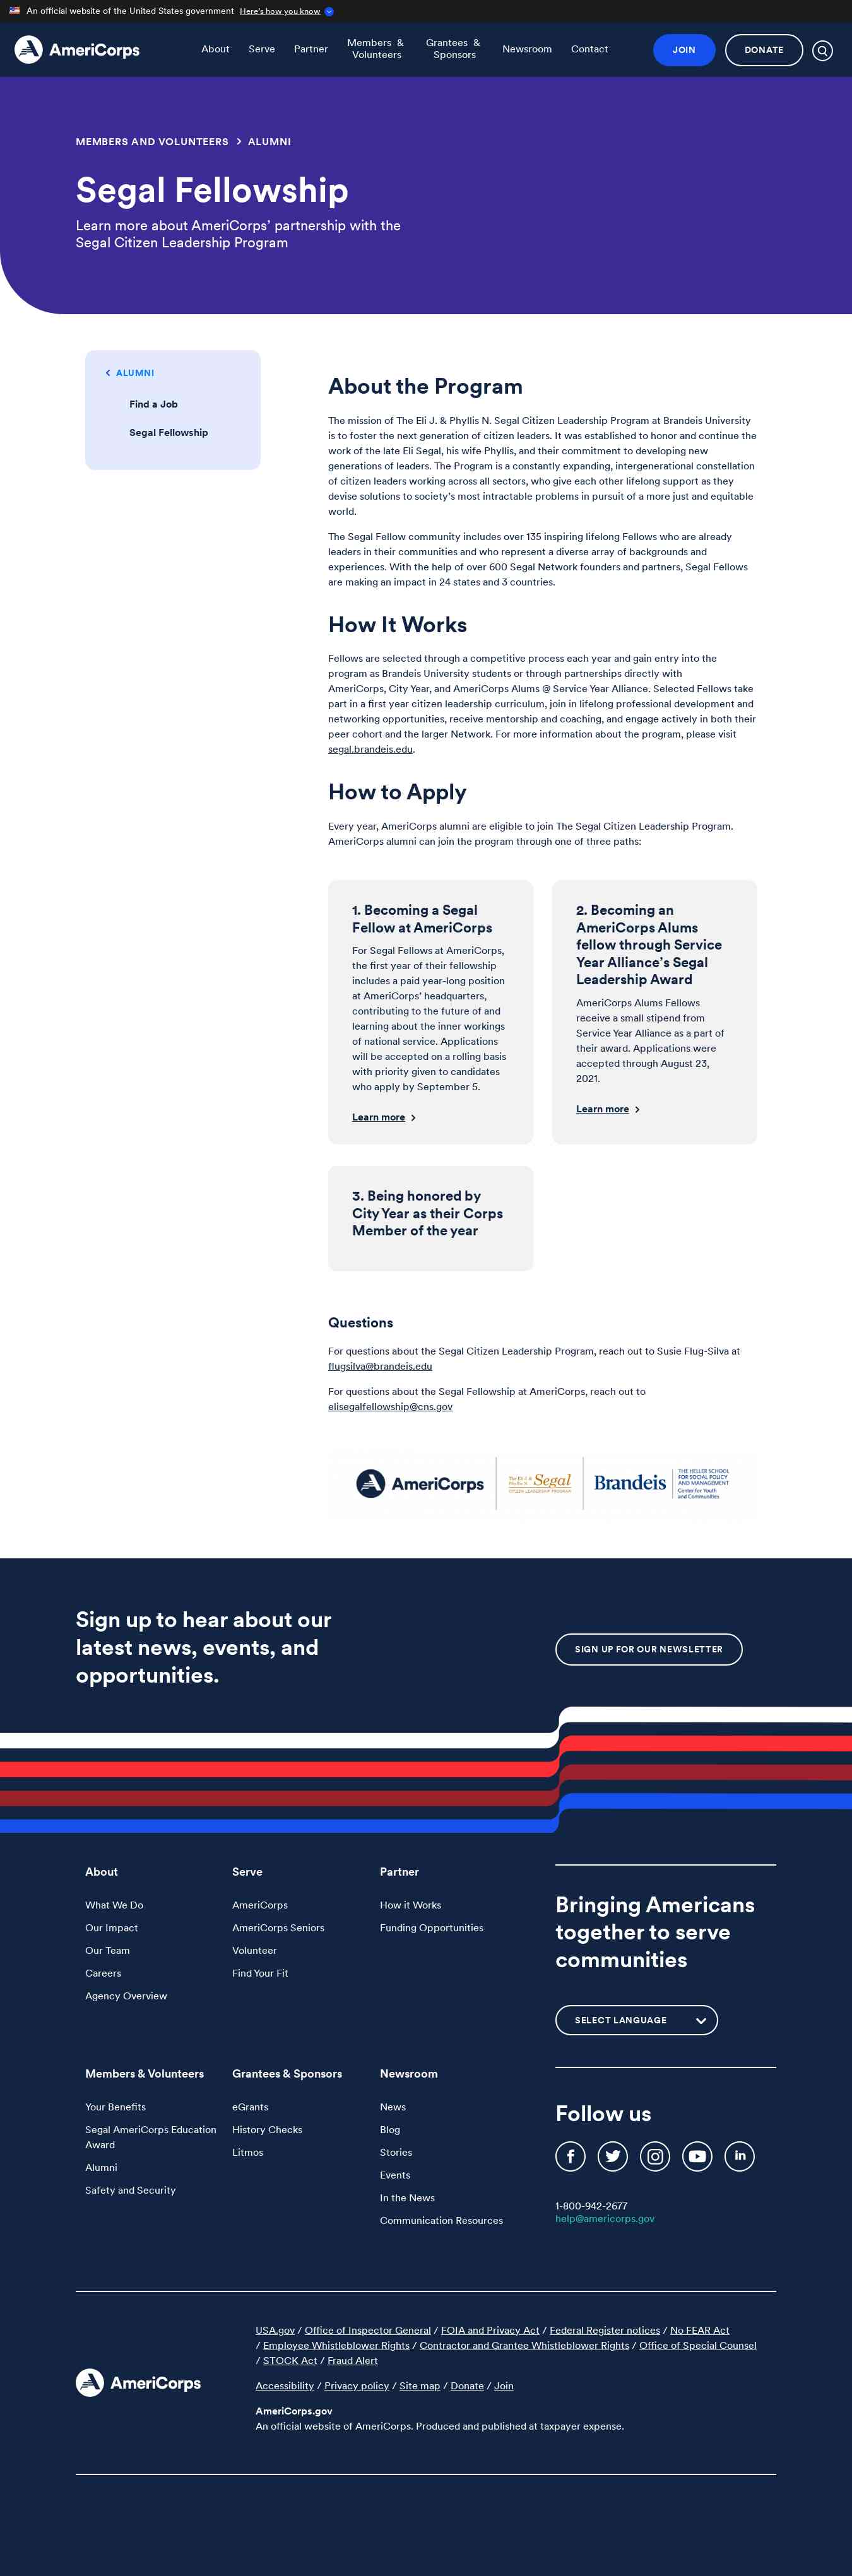 An official website of the United States government Here's how you know
AmeriCorps
About Serve Partner Members & Volunteers Grantees & Sponsors Newsroom Contact JOIN DONATE
MEMBERS AND VOLUNTEERS > ALUMNI
Segal Fellowship
Learn more about AmeriCorps' partnership with the
Segal Citizen Leadership Program
ALUMNI
Find a Job
Segal Fellowship
About the Program
The mission of The Eli J. & Phyllis N. Segal Citizen Leadership Program at Brandeis University
is to foster the next generation of citizen leaders. It was established to honor and continue the
work of the late Eli Segal, his wife Phyllis, and their commitment to developing new
generations of leaders. The Program is a constantly expanding, intergenerational constellation
of citizen leaders working across all sectors, who give each other lifelong support as they
devise solutions to society's most intractable problems in pursuit of a more just and equitable
world.
The Segal Fellow community includes over 135 inspiring lifelong Fellows who are already
leaders in their communities and who represent a diverse array of backgrounds and
experiences. With the help of over 600 Segal Network founders and partners, Segal Fellows
are making an impact in 24 states and 3 countries.
How It Works
Fellows are selected through a competitive process each year and gain entry into the
program as Brandeis University students or through partnerships directly with
AmeriCorps, City Year, and AmeriCorps Alums @ Service Year Alliance. Selected Fellows take
part in a first year citizen leadership curriculum, join in lifelong professional development and
networking opportunities, receive mentorship and coaching, and engage actively in both their
peer cohort and the larger Network. For more information about the program, please visit
segal.brandeis.edu.
How to Apply
Every year, AmeriCorps alumni are eligible to join The Segal Citizen Leadership Program.
AmeriCorps alumni can join the program through one of three paths:
1. Becoming a Segal
Fellow at AmeriCorps
For Segal Fellows at AmeriCorps,
the first year of their fellowship
includes a paid year-long position
at AmeriCorps' headquarters,
contributing to the future of and
learning about the inner workings
of national service. Applications
will be accepted on a rolling basis
with priority given to candidates
who apply by September 5.
Learn more
2. Becoming an
AmeriCorps Alums
fellow through Service
Year Alliance's Segal
Leadership Award
AmeriCorps Alums Fellows
receive a small stipend from
Service Year Alliance as a part of
their award. Applications were
accepted through August 23,
2021.
Learn more
3. Being honored by
City Year as their Corps
Member of the year
Questions
For questions about the Segal Citizen Leadership Program, reach out to Susie Flug-Silva at
flugsilva@brandeis.edu
For questions about the Segal Fellowship at AmeriCorps, reach out to
elisegalfellowship@cns.gov
AmeriCorps
The Eli J. &
Phyllis N. Segal
CITIZEN LEADERSHIP PROGRAM
Brandeis
THE HELLER SCHOOL
FOR SOCIAL POLICY
AND MANAGEMENT
Center for Youth
and Communities
Sign up to hear about our
latest news, events, and
opportunities.
SIGN UP FOR OUR NEWSLETTER
About
What We Do
Our Impact
Our Team
Careers
Agency Overview
Serve
AmeriCorps
AmeriCorps Seniors
Volunteer
Find Your Fit
Partner
How it Works
Funding Opportunities
Bringing Americans
together to serve
communities
SELECT LANGUAGE
Members & Volunteers
Your Benefits
Segal AmeriCorps Education
Award
Alumni
Safety and Security
Grantees & Sponsors
eGrants
History Checks
Litmos
Newsroom
News
Blog
Stories
Events
In the News
Communication Resources
Follow us
in
1-800-942-2677
help@americorps.gov
AmeriCorps
USA.gov / Office of Inspector General / FOIA and Privacy Act / Federal Register notices / No FEAR Act
/ Employee Whistleblower Rights / Contractor and Grantee Whistleblower Rights / Office of Special Counsel
/ STOCK Act / Fraud Alert
Accessibility / Privacy policy / Site map / Donate / Join
AmeriCorps.gov
An official website of AmeriCorps. Produced and published at taxpayer expense.